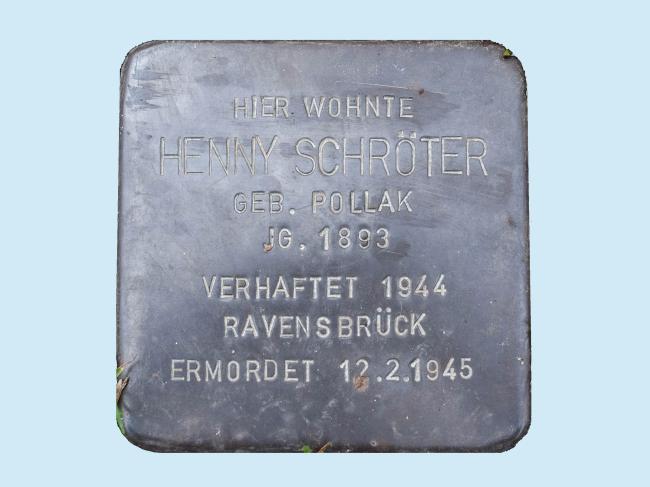 HIER WOHNTE
HENNY SCHRÖTER
GEB. POLLAK
JG. 1893
VERHAFTET 1944
RAVENSBRÜCK
ERMORDET 12.2.1945